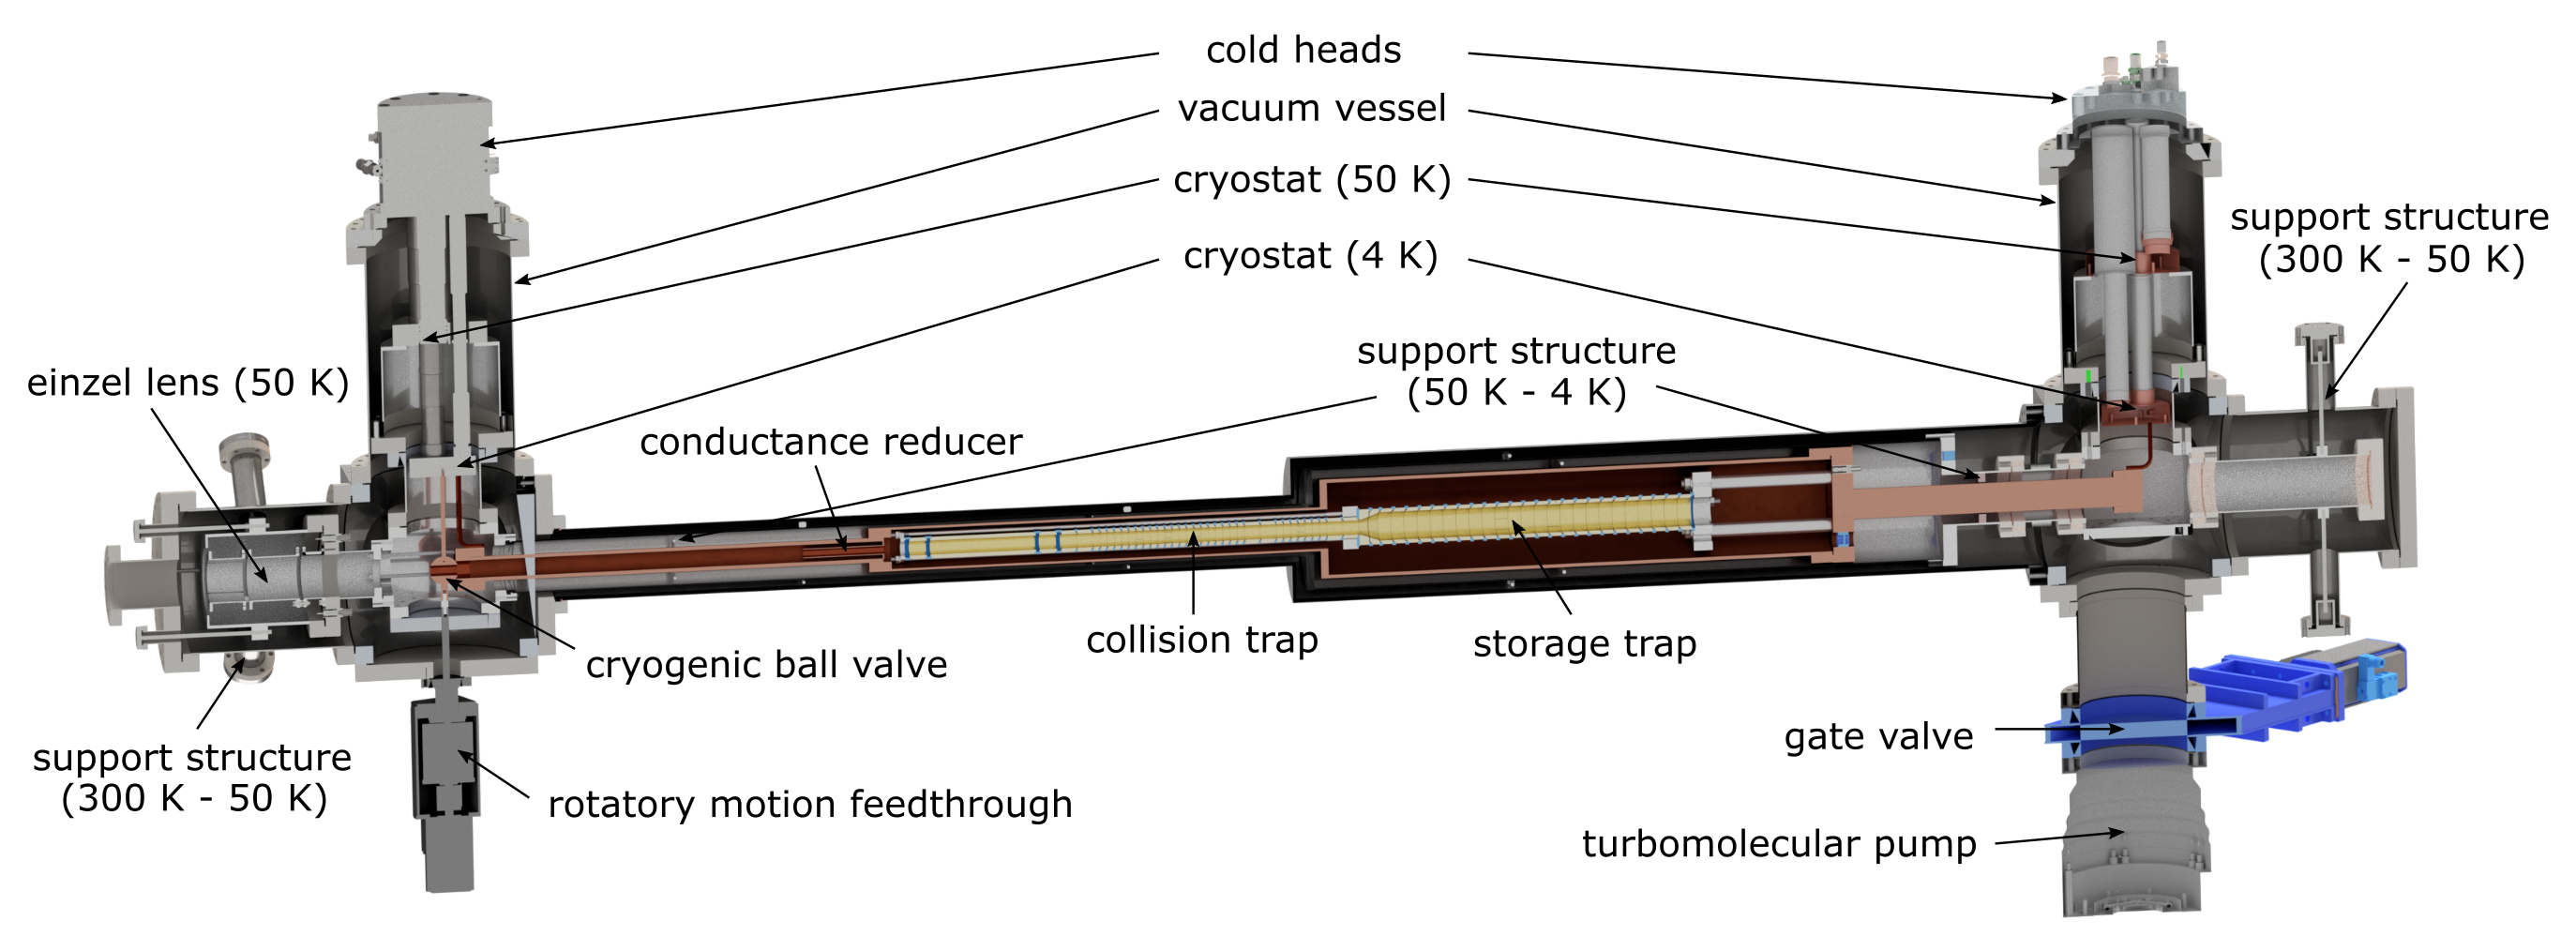 cold heads
vacuum vessel
cryostat (50 K)
cryostat (4 K)
support structure
(300 K - 50 K)
support structure
(50 K - 4 K)
einzel lens (50 K)
conductance reducer
collision trap
storage trap
cryogenic ball valve
support structure
(300 K - 50 K)
rotatory motion feedthrough
gate valve
turbomolecular pump